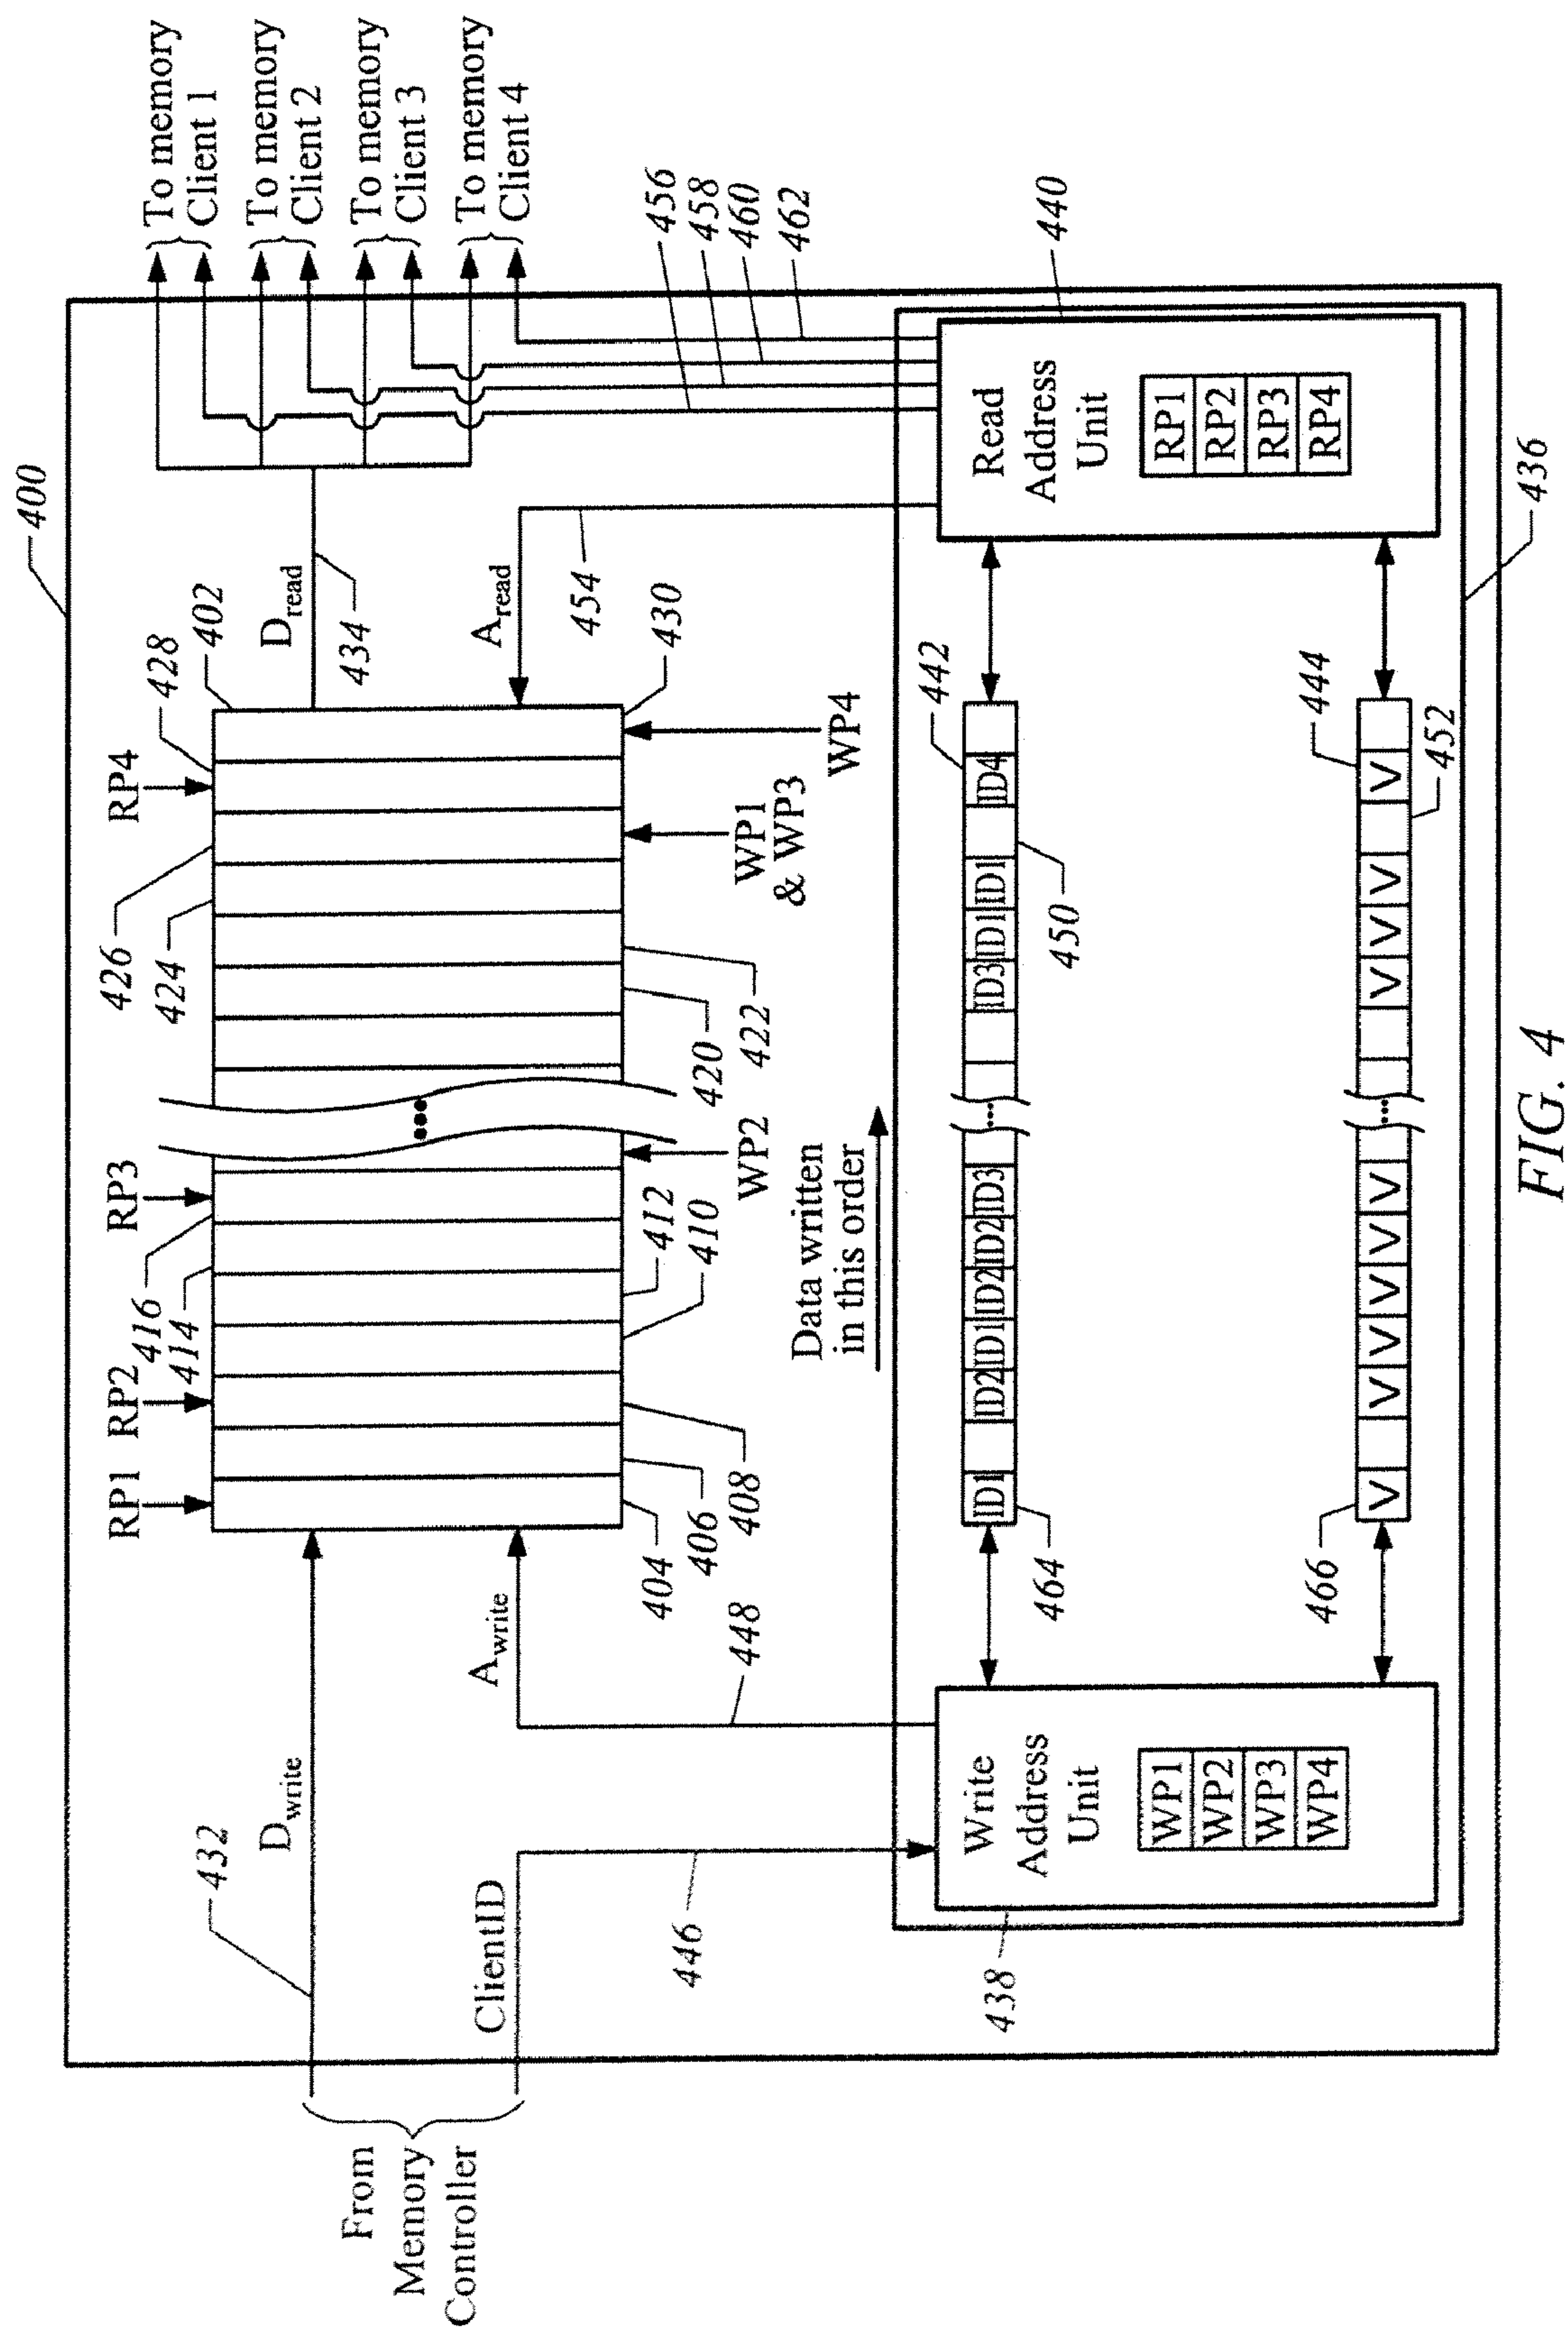 400
From
Memory
Controller
432
D write
ClientID
446
A write
448
RP1
RP2
RP3
RP4
404
406
408
410
412
414
416
420
422
424
426
428
402
430
WP2
WP1
& WP3
WP4
D read
434
A read
454
To memory
Client 1
To memory
Client 2
To memory
Client 3
To memory
Client 4
456
458
460
462
Data written
in this order
438
Write
Address
Unit
WP1
WP2
WP3
WP4
464
ID1 ID2 ID1 ID2 ID2 ID3 ... ID3 ID1 ID1 ID4
442
450
466
V V V V V V ... V V V V
444
452
440
Read
Address
Unit
RP1
RP2
RP3
RP4
436
FIG. 4